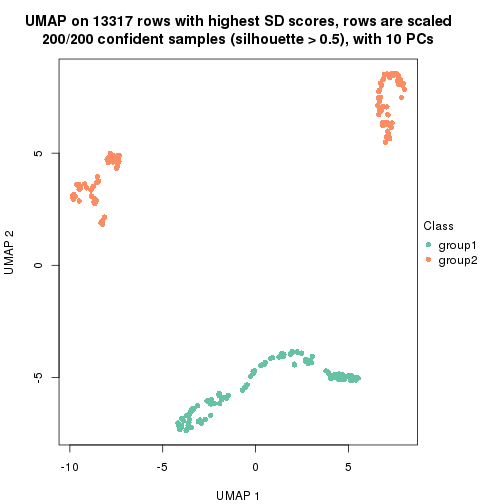 UMAP on 13317 rows with highest SD scores, rows are scaled
200/200 confident samples (silhouette > 0.5), with 10 PCs
UMAP 2
5
0
-5
-10
-5
0
5
UMAP 1
Class
group1
group2